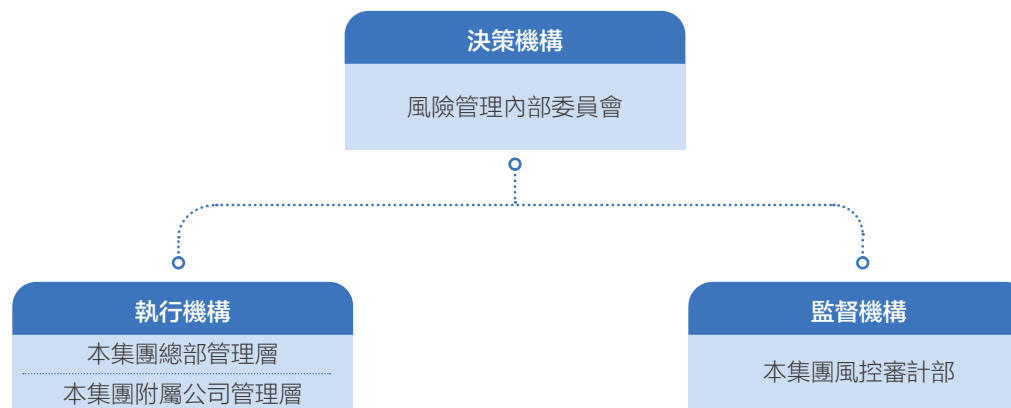 決策機構
風險管理內部委員會
執行機構
本集團總部管理層
本集團附屬公司管理層
監督機構
本集團風控審計部